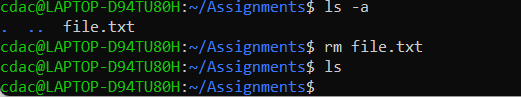 cdac@LAPTOP-D94TU80H:~/Assignments$ ls -a
.  ..  file.txt
cdac@LAPTOP-D94TU80H:~/Assignments$ rm file.txt
cdac@LAPTOP-D94TU80H:~/Assignments$ ls
cdac@LAPTOP-D94TU80H:~/Assignments$